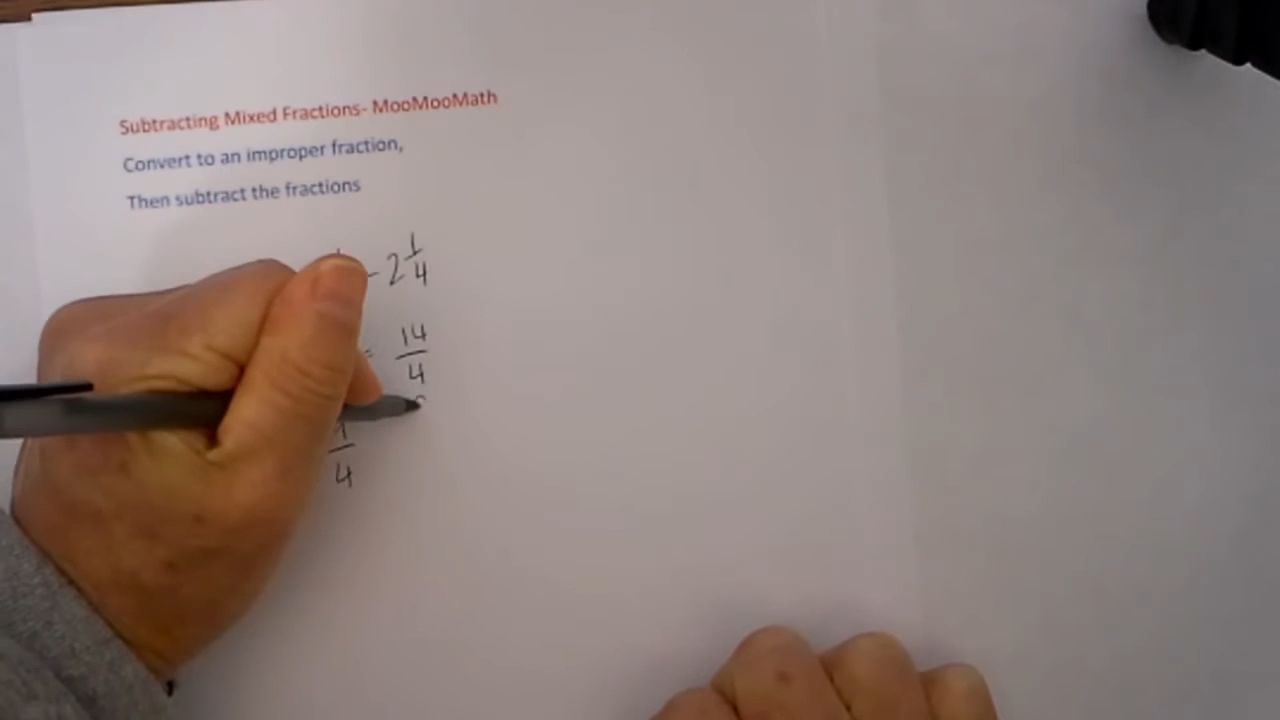 Subtracting Mixed Fractions- MooMooMath
Convert to an improper fraction,
Then subtract the fractions
- 2 1/4
= 14/4
/4